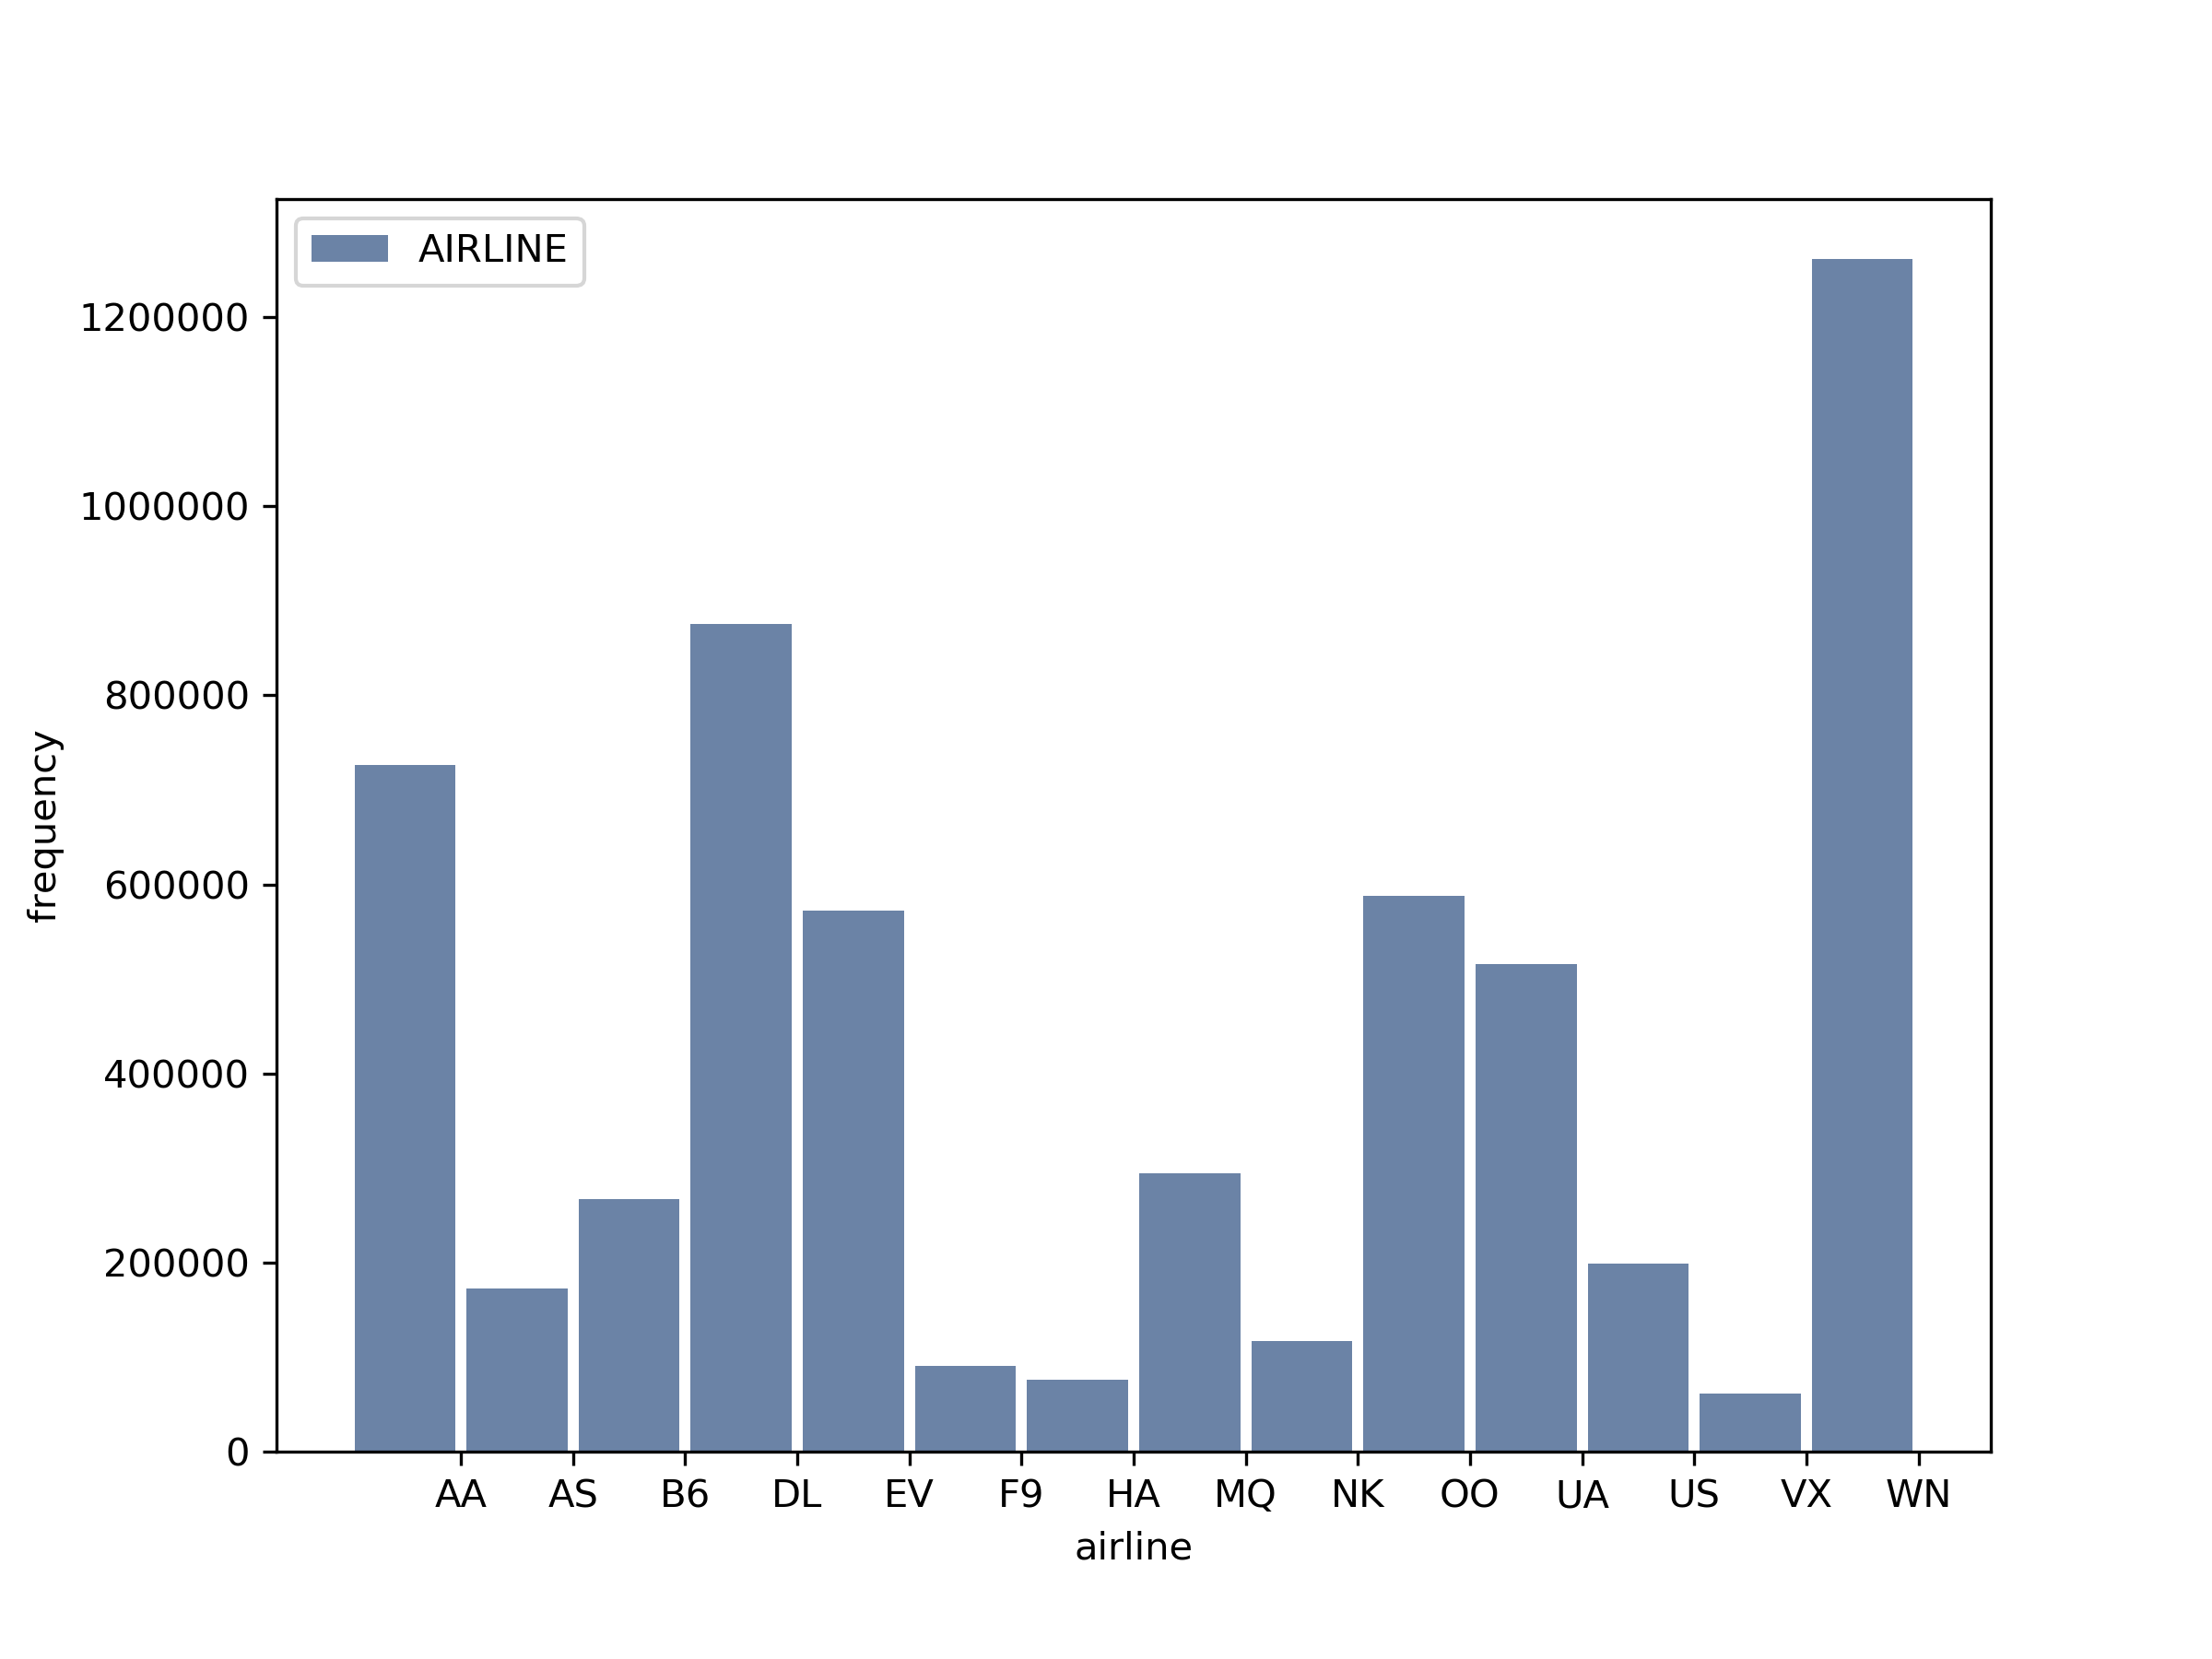 AIRLINE
1200000
1000000
800000
600000
400000
200000
0
frequency
AA AS B6 DL EV F9 HA MQ NK OO UA US VX WN
airline